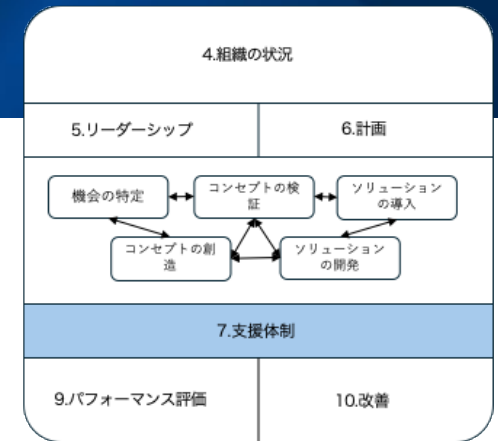 4.組織の状況
5.リーダーシップ
6.計画
機会の特定
コンセプトの検
証
ソリューション
の導入
コンセプトの創
造
ソリューション
の開発
7.支援体制
9.パフォーマンス評価
10.改善